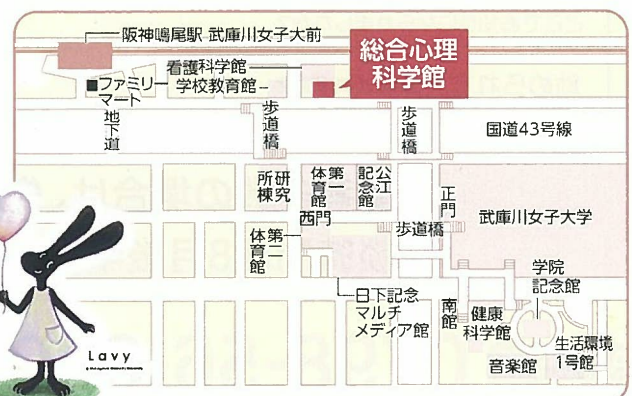 阪神鳴尾駅 武庫川女子大前
総合心理
科学館
看護科学館
学校教育館
■ファミリー
マート
地下道
歩道橋
歩道橋
国道43号線
研究
所棟
第一
体育館
公江
記念館
西門
正門
歩道橋
武庫川女子大学
第二
体育館
日下記念
マルチ
メディア館
南館
健康
科学館
学院
記念館
音楽館
生活環境
1号館
Lavy